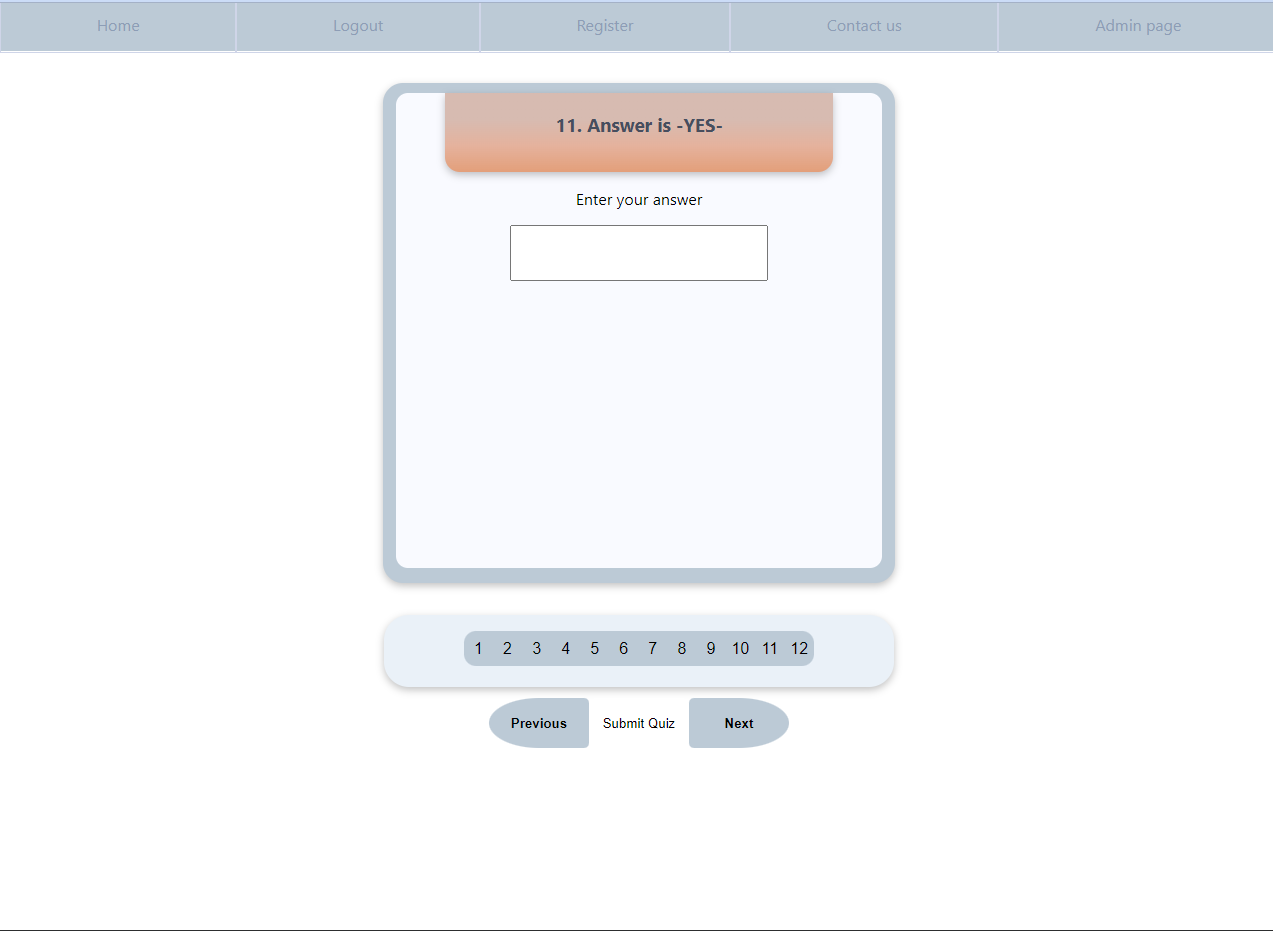 Home Logout Register Contact us Admin page
11. Answer is -YES-
Enter your answer
1 2 3 4 5 6 7 8 9 10 11 12
Previous Submit Quiz Next